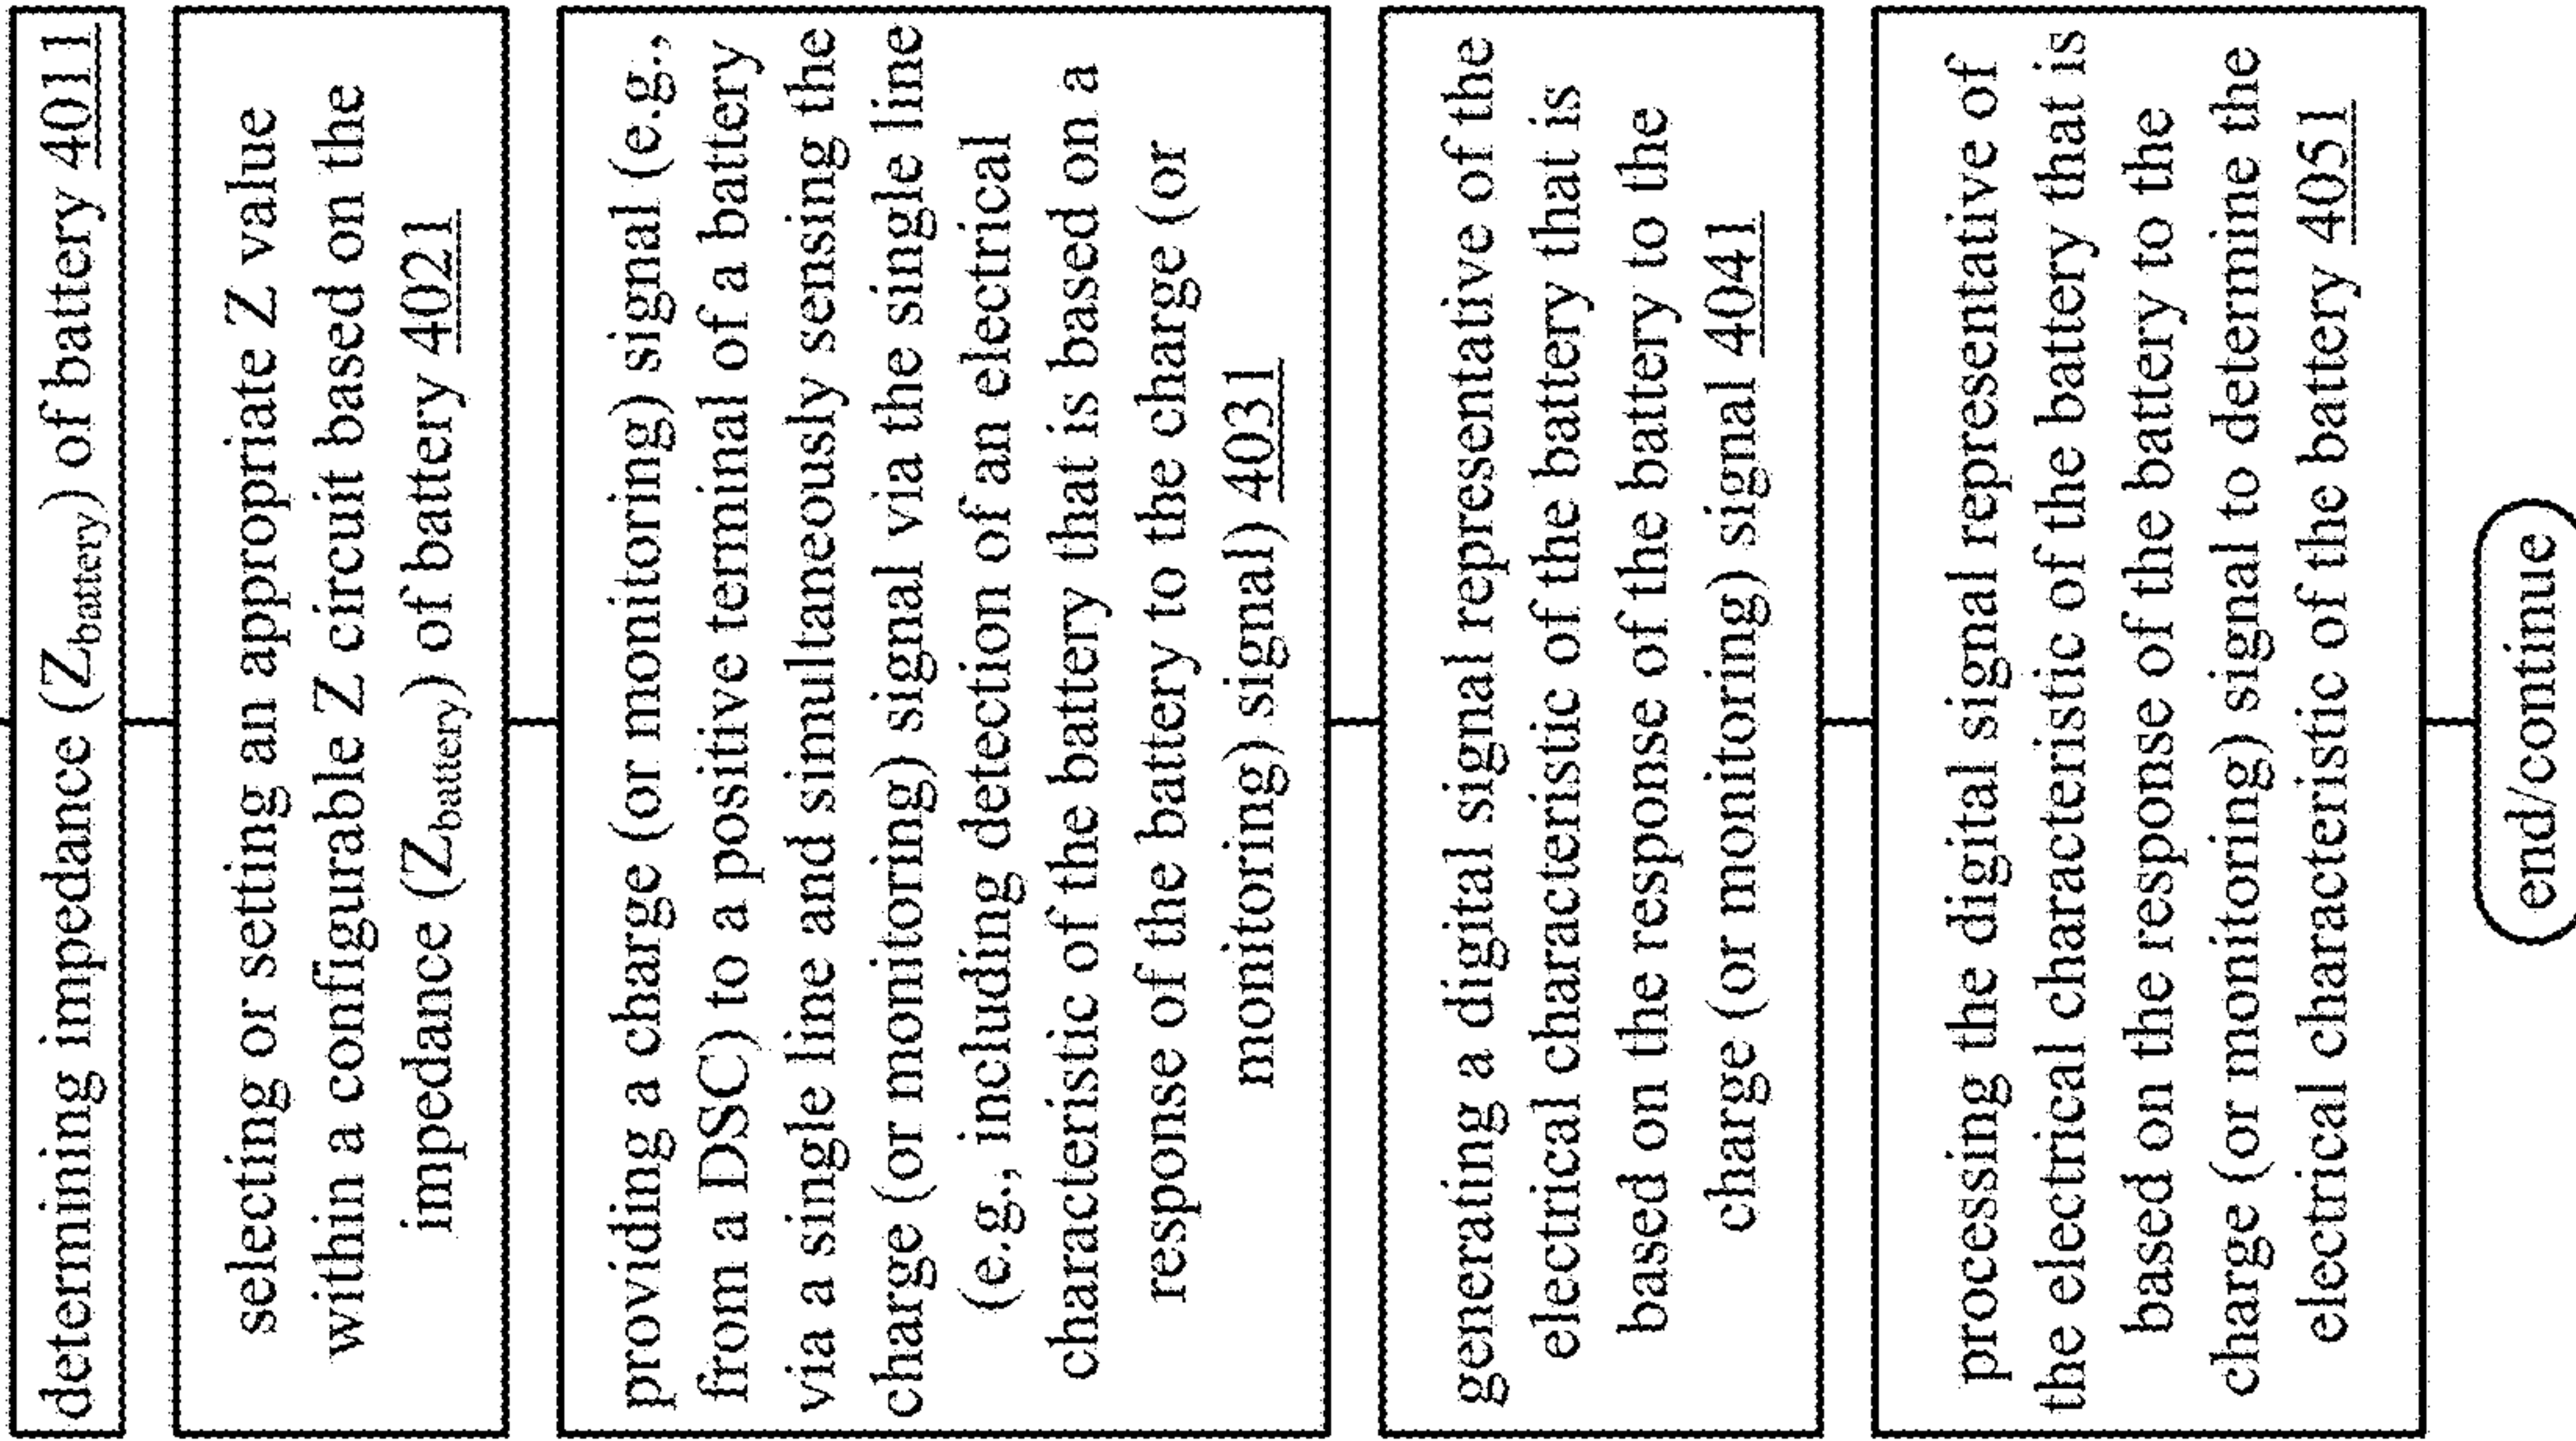 determining impedance (Zbattery) of battery 4011
selecting or setting an appropriate Z value
within a configurable Z circuit based on the
impedance (Zbattery) of battery 4021
providing a charge (or monitoring) signal (e.g.,
from a DSC) to a positive terminal of a battery
via a single line and simultaneously sensing the
charge (or monitoring) signal via the single line
(e.g., including detection of an electrical
characteristic of the battery that is based on a
response of the battery to the charge (or
monitoring) signal) 4031
generating a digital signal representative of the
electrical characteristic of the battery that is
based on the response of the battery to the
charge (or monitoring) signal 4041
processing the digital signal representative of
the electrical characteristic of the battery that is
based on the response of the battery to the
charge (or monitoring) signal to determine the
electrical characteristic of the battery 4051
end/continue